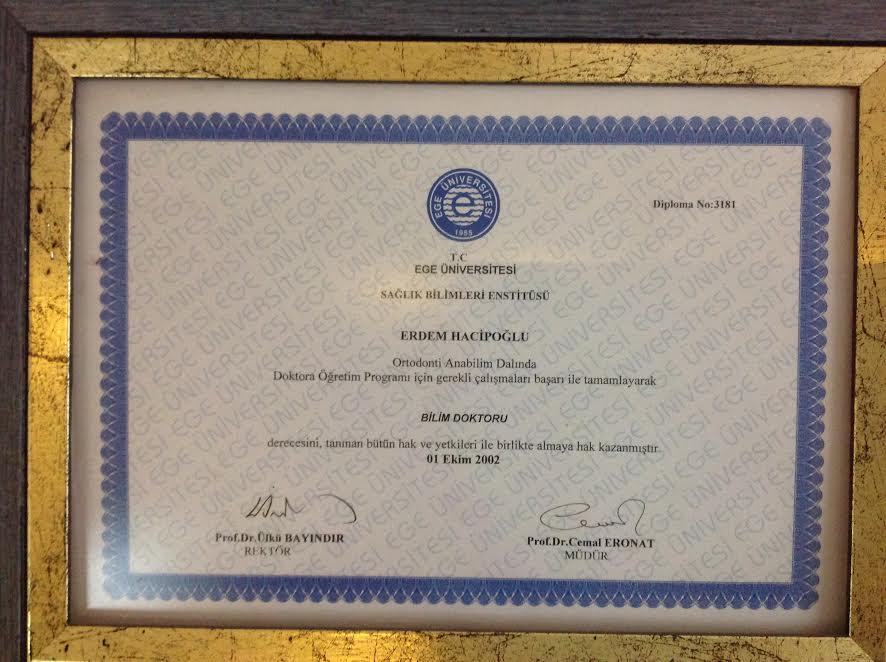 EGE ÜNİVERSİTESİ
1955
Diploma No:3181
T.C
EGE ÜNİVERSİTESİ
SAĞLIK BİLİMLERİ ENSTİTÜSÜ
ERDEM HACİPOĞLU
Ortodonti Anabilim Dalında
Doktora Öğretim Programı için gerekli çalışmaları başarı ile tamamlayarak
BİLİM DOKTORU
derecesini, tanınan bütün hak ve yetkileri ile birlikte almaya hak kazanmıştır.
01 Ekim 2002
Prof.Dr.Ülkü BAYINDIR
REKTÖR
Prof.Dr.Cemal ERONAT
MÜDÜR